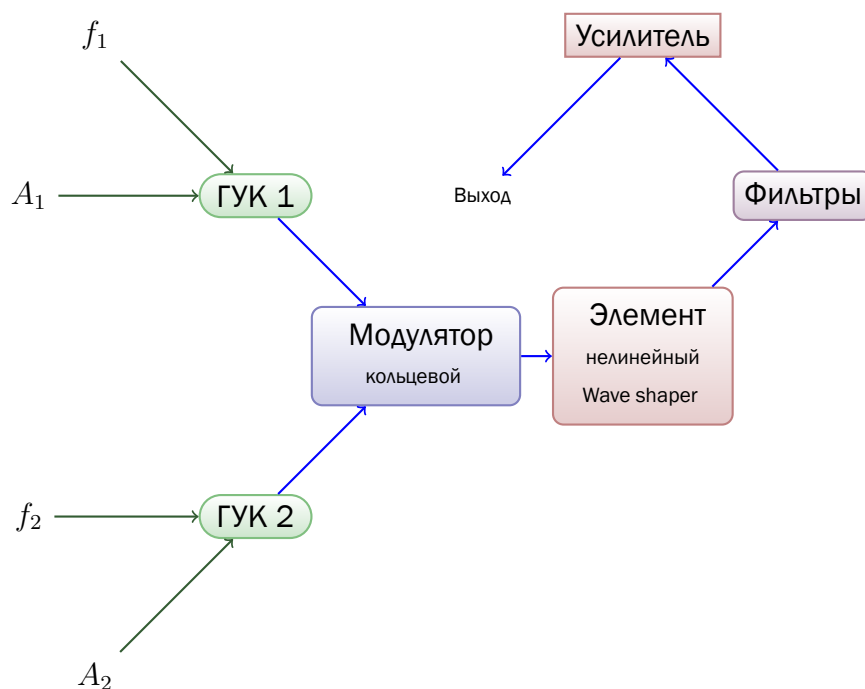 f₁
Усилитель
A₁
ГУК 1
Выход
Фильтры
Модулятор
кольцевой
Элемент
нелинейный
Wave shaper
f₂
ГУК 2
A₂